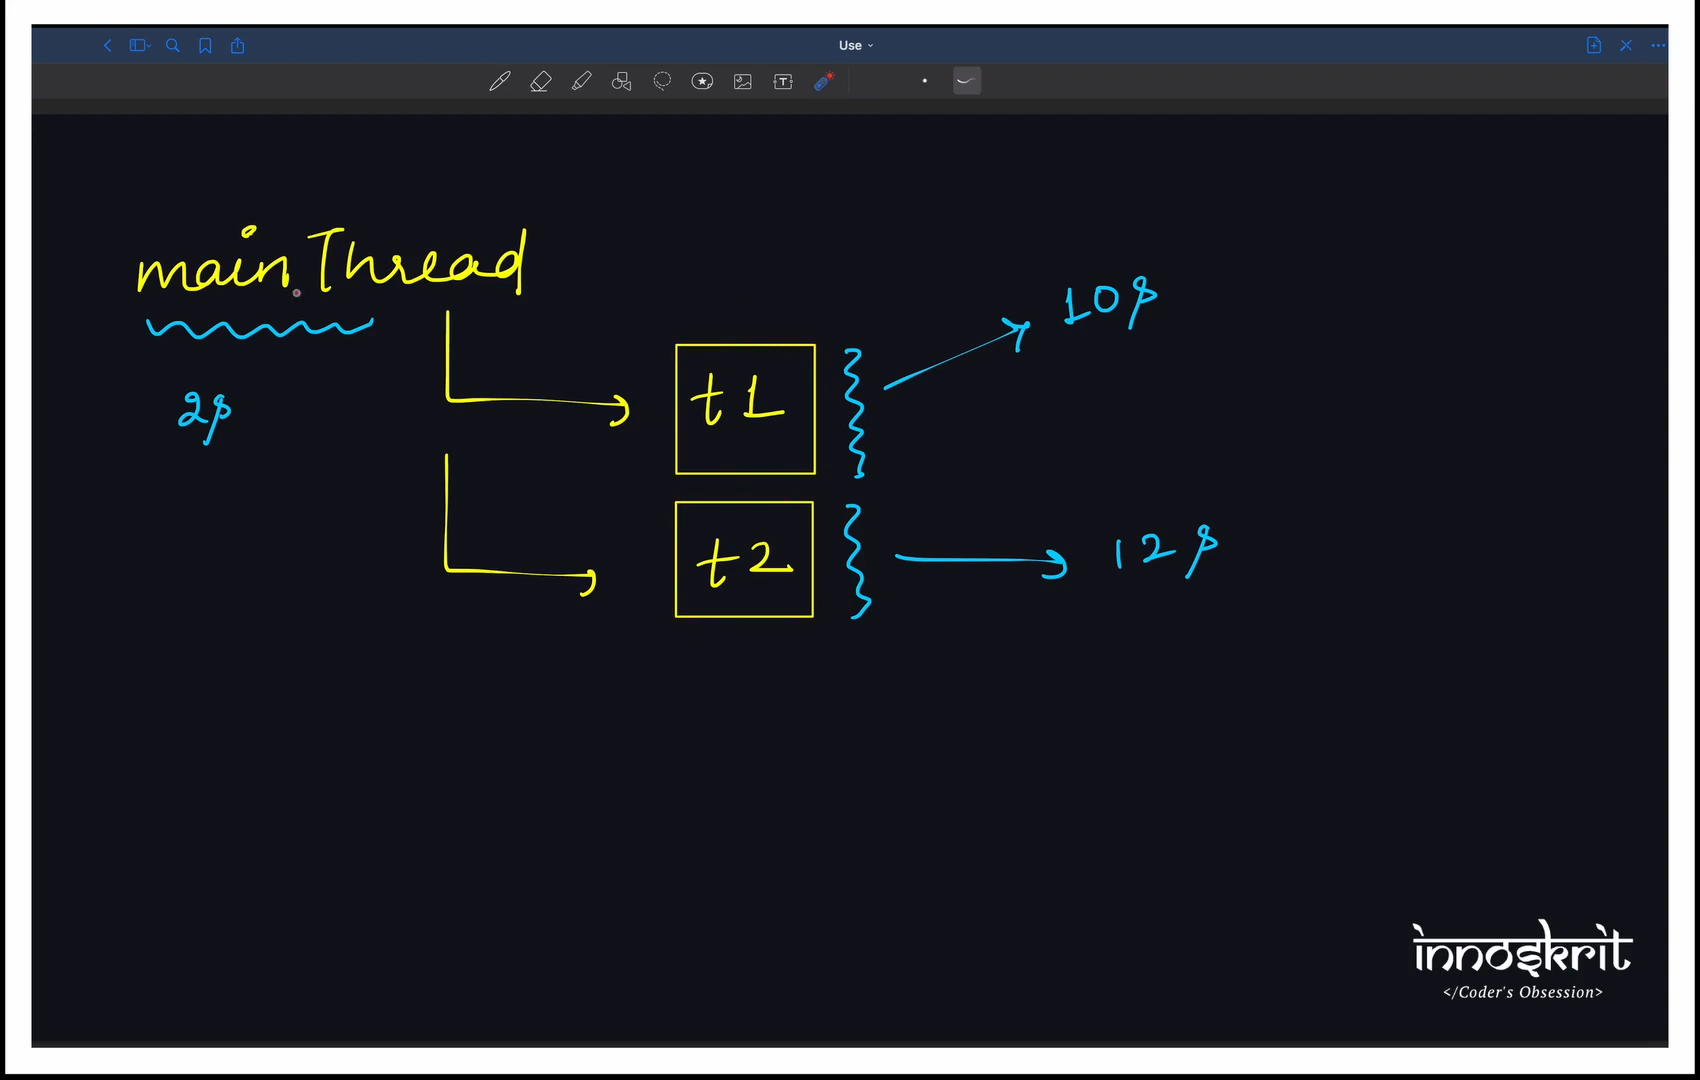 Use
main Thread
10s
t1
2s
t2
12s
innoskrit
</Coder's Obsession>